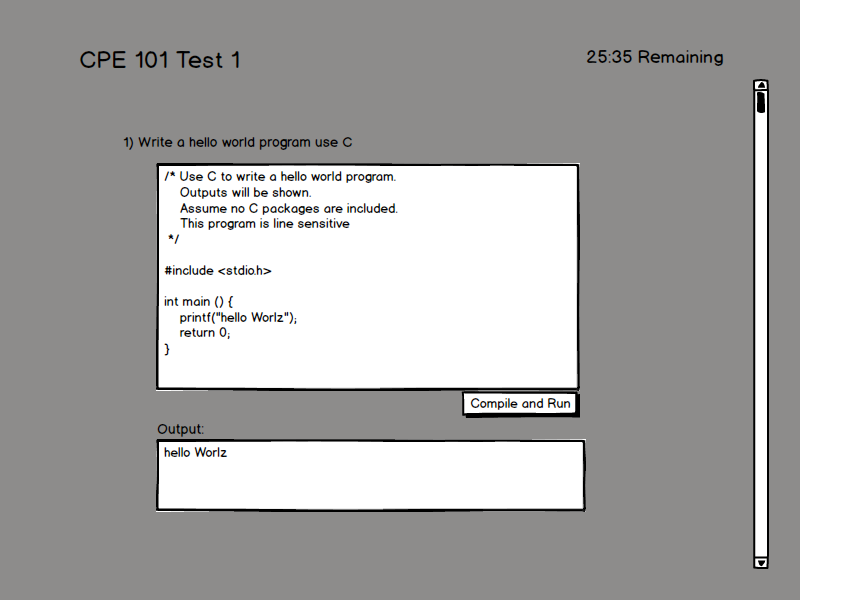 CPE 101 Test 1
25:35 Remaining
1) Write a hello world program use C
/* Use C to write a hello world program.
Outputs will be shown.
Assume no C packages are included.
This program is line sensitive
*/
#include <stdio.h>
int main () {
printf("hello Worlz");
return 0;
}
Compile and Run
Output:
hello Worlz